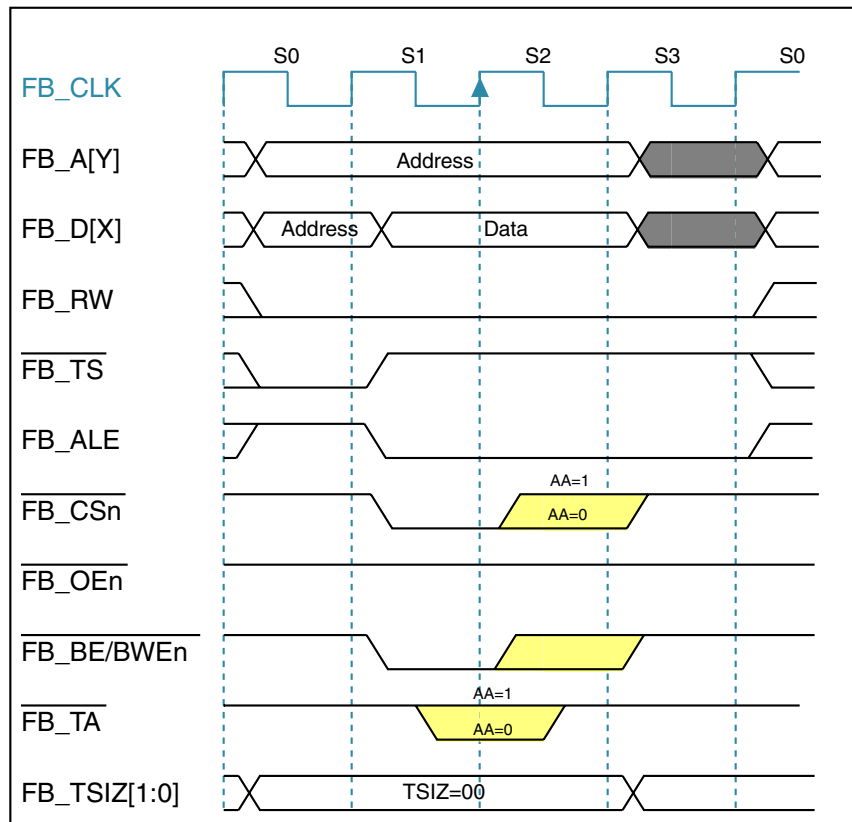 S0 S1 S2 S3 S0
FB_CLK
FB_A[Y] Address
FB_D[X] Address Data
FB_RW
FB_TS
FB_ALE
AA=1
FB_CSn AA=0
FB_OEn
FB_BE/BWEn
AA=1
FB_TA AA=0
FB_TSIZ[1:0] TSIZ=00